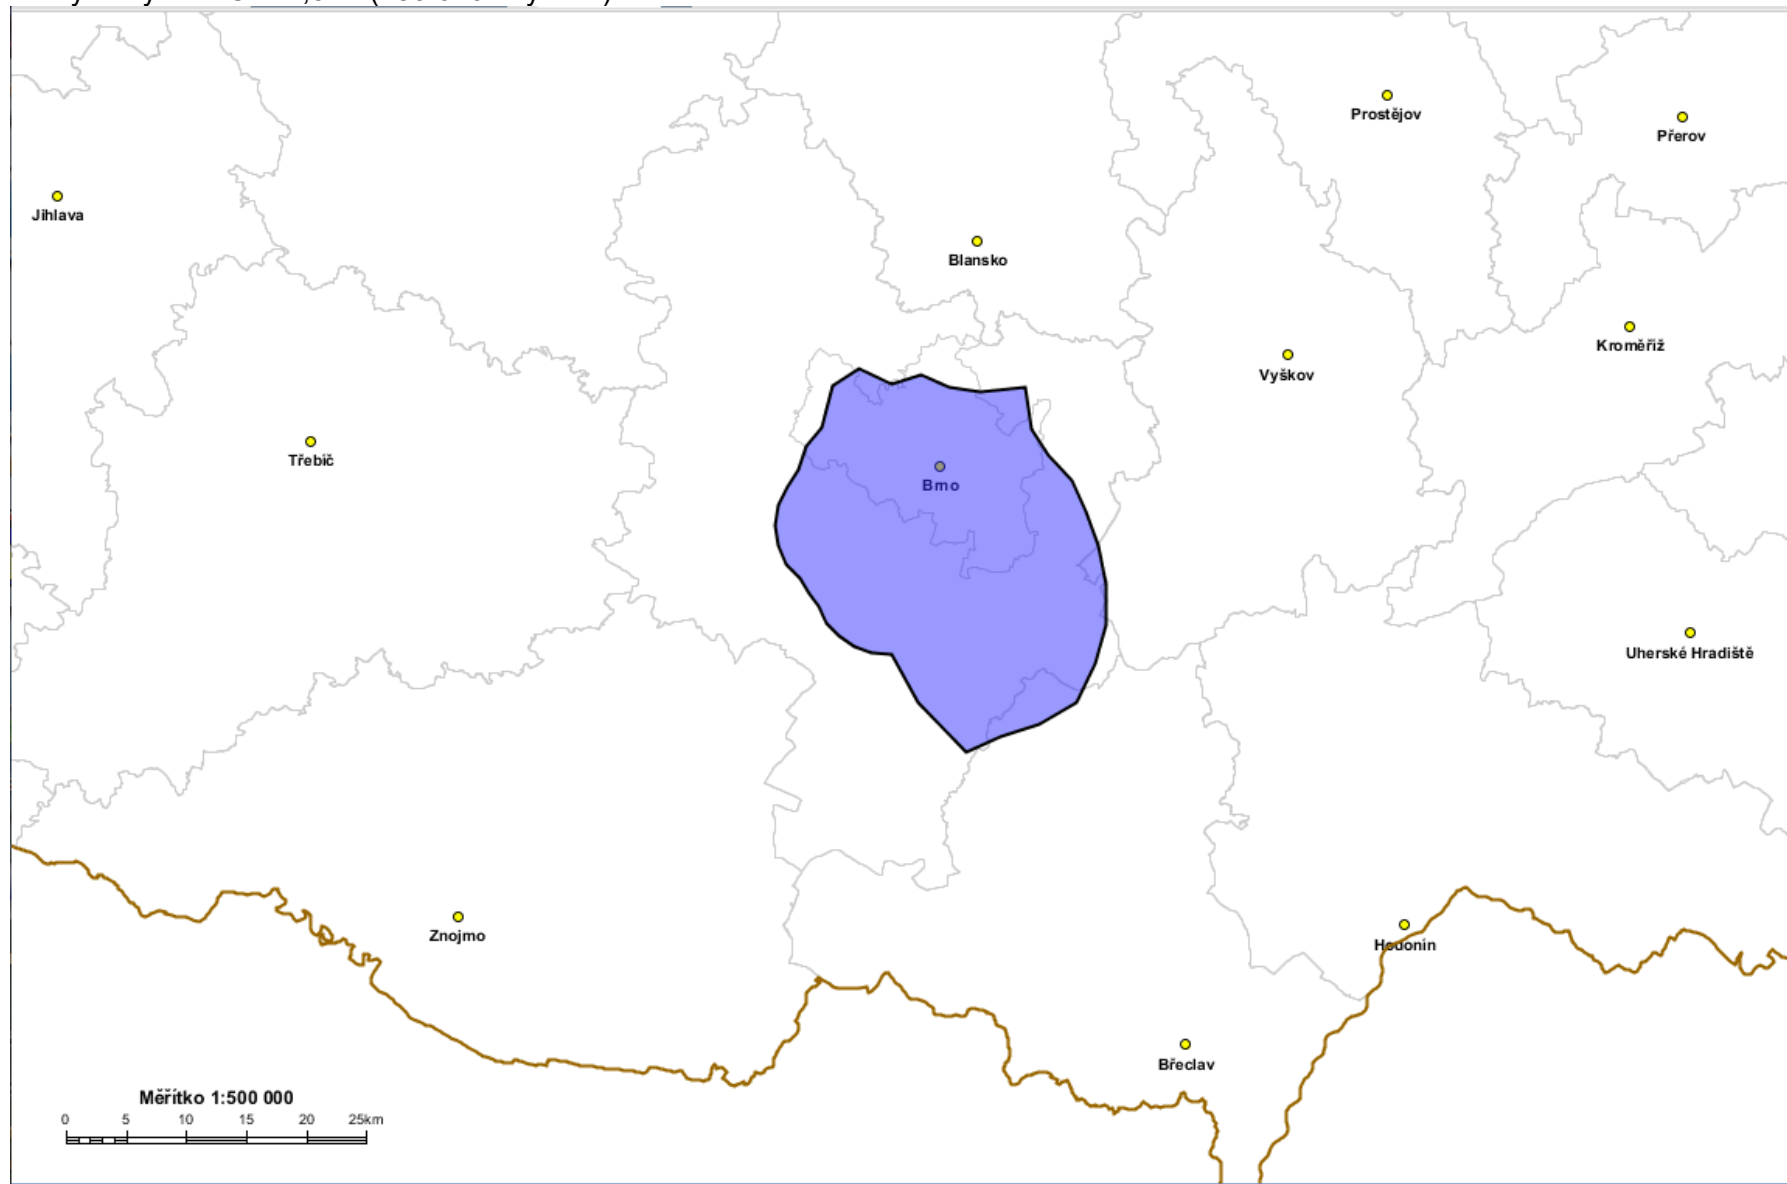 Prostějov
Přerov
Jihlava
Blansko
Kroměříž
Vyškov
Třebíč
Brno
Uherské Hradiště
Znojmo
Hodonín
Břeclav
Měřítko 1:500 000
0 5 10 15 20 25km